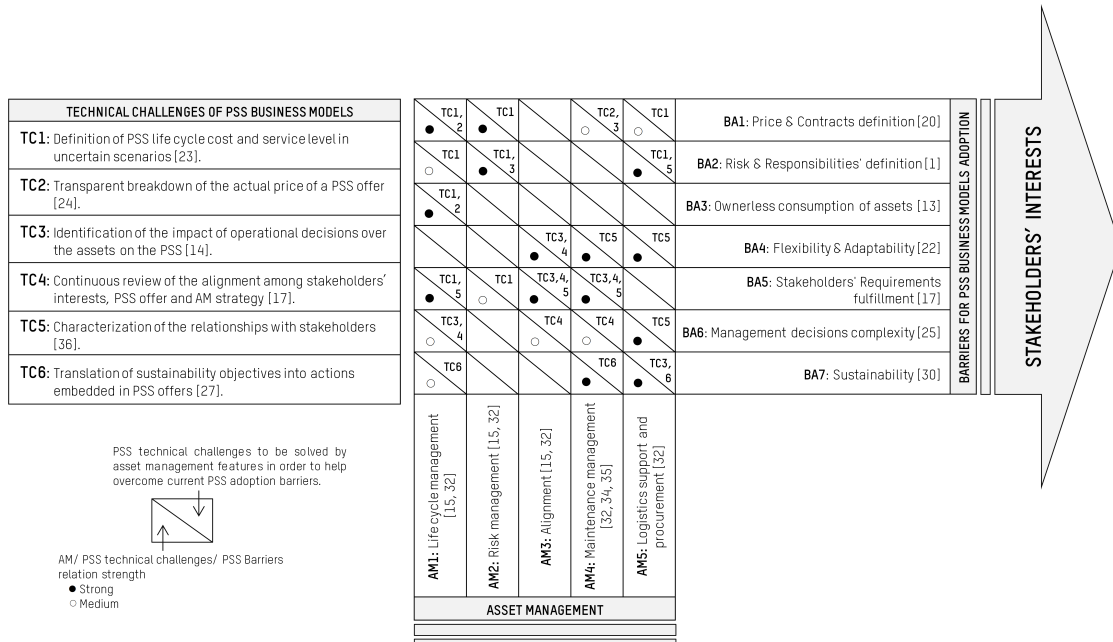 TECHNICAL CHALLENGES OF PSS BUSINESS MODELS
TC1: Definition of PSS life cycle cost and service level in
uncertain scenarios [23].
TC2: Transparent breakdown of the actual price of a PSS offer
[24].
TC3: Identification of the impact of operational decisions over
the assets on the PSS [14].
TC4: Continuous review of the alignment among stakeholders'
interests, PSS offer and AM strategy [17].
TC5: Characterization of the relationships with stakeholders
[36].
TC6: Translation of sustainability objectives into actions
embedded in PSS offers [27].
PSS technical challenges to be solved by
asset management features in order to help
overcome current PSS adoption barriers.
AM/ PSS technical challenges/ PSS Barriers
relation strength
● Strong
○ Medium
TC1, 2
TC1
TC2, 3
TC1
BA1: Price & Contracts definition [20]
TC1
TC1, 3
TC1, 5
BA2: Risk & Responsibilities' definition [1]
TC1, 2
BA3: Ownerless consumption of assets [13]
TC3, 4
TC5
TC5
BA4: Flexibility & Adaptability [22]
TC1, 5
TC1
TC3,4, 5
TC3,4, 5
BA5: Stakeholders' Requirements
fulfillment [17]
TC3, 4
TC4
TC4
TC5
BA6: Management decisions complexity [25]
TC6
TC6
TC3, 6
BA7: Sustainability [30]
AM1: Life cycle management
[15, 32]
AM2: Risk management [15, 32]
AM3: Alignment [15, 32]
AM4: Maintenance management
[32, 34, 35]
AM5: Logistics support and
procurement [32]
ASSET MANAGEMENT
BARRIERS FOR PSS BUSINESS MODELS ADOPTION
STAKEHOLDERS' INTERESTS